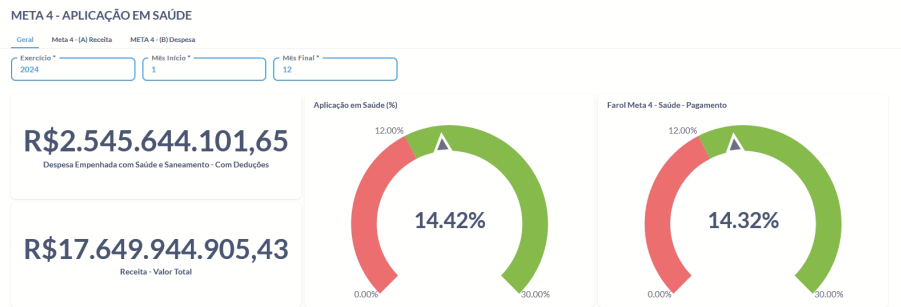 META 4 - APLICAÇÃO EM SAÚDE
Geral Meta 4 - (A) Receita META 4 - (B) Despesa
Exercício * Mês Início * Mês Final *
2024 1 12
R$2.545.644.101,65
Despesa Empenhada com Saúde e Saneamento - Com Deduções
R$17.649.944.905,43
Receita - Valor Total
Aplicação em Saúde (%)
12.00%
14.42%
0.00% 30.00%
Farol Meta 4 - Saúde - Pagamento
12.00%
14.32%
0.00% 30.00%